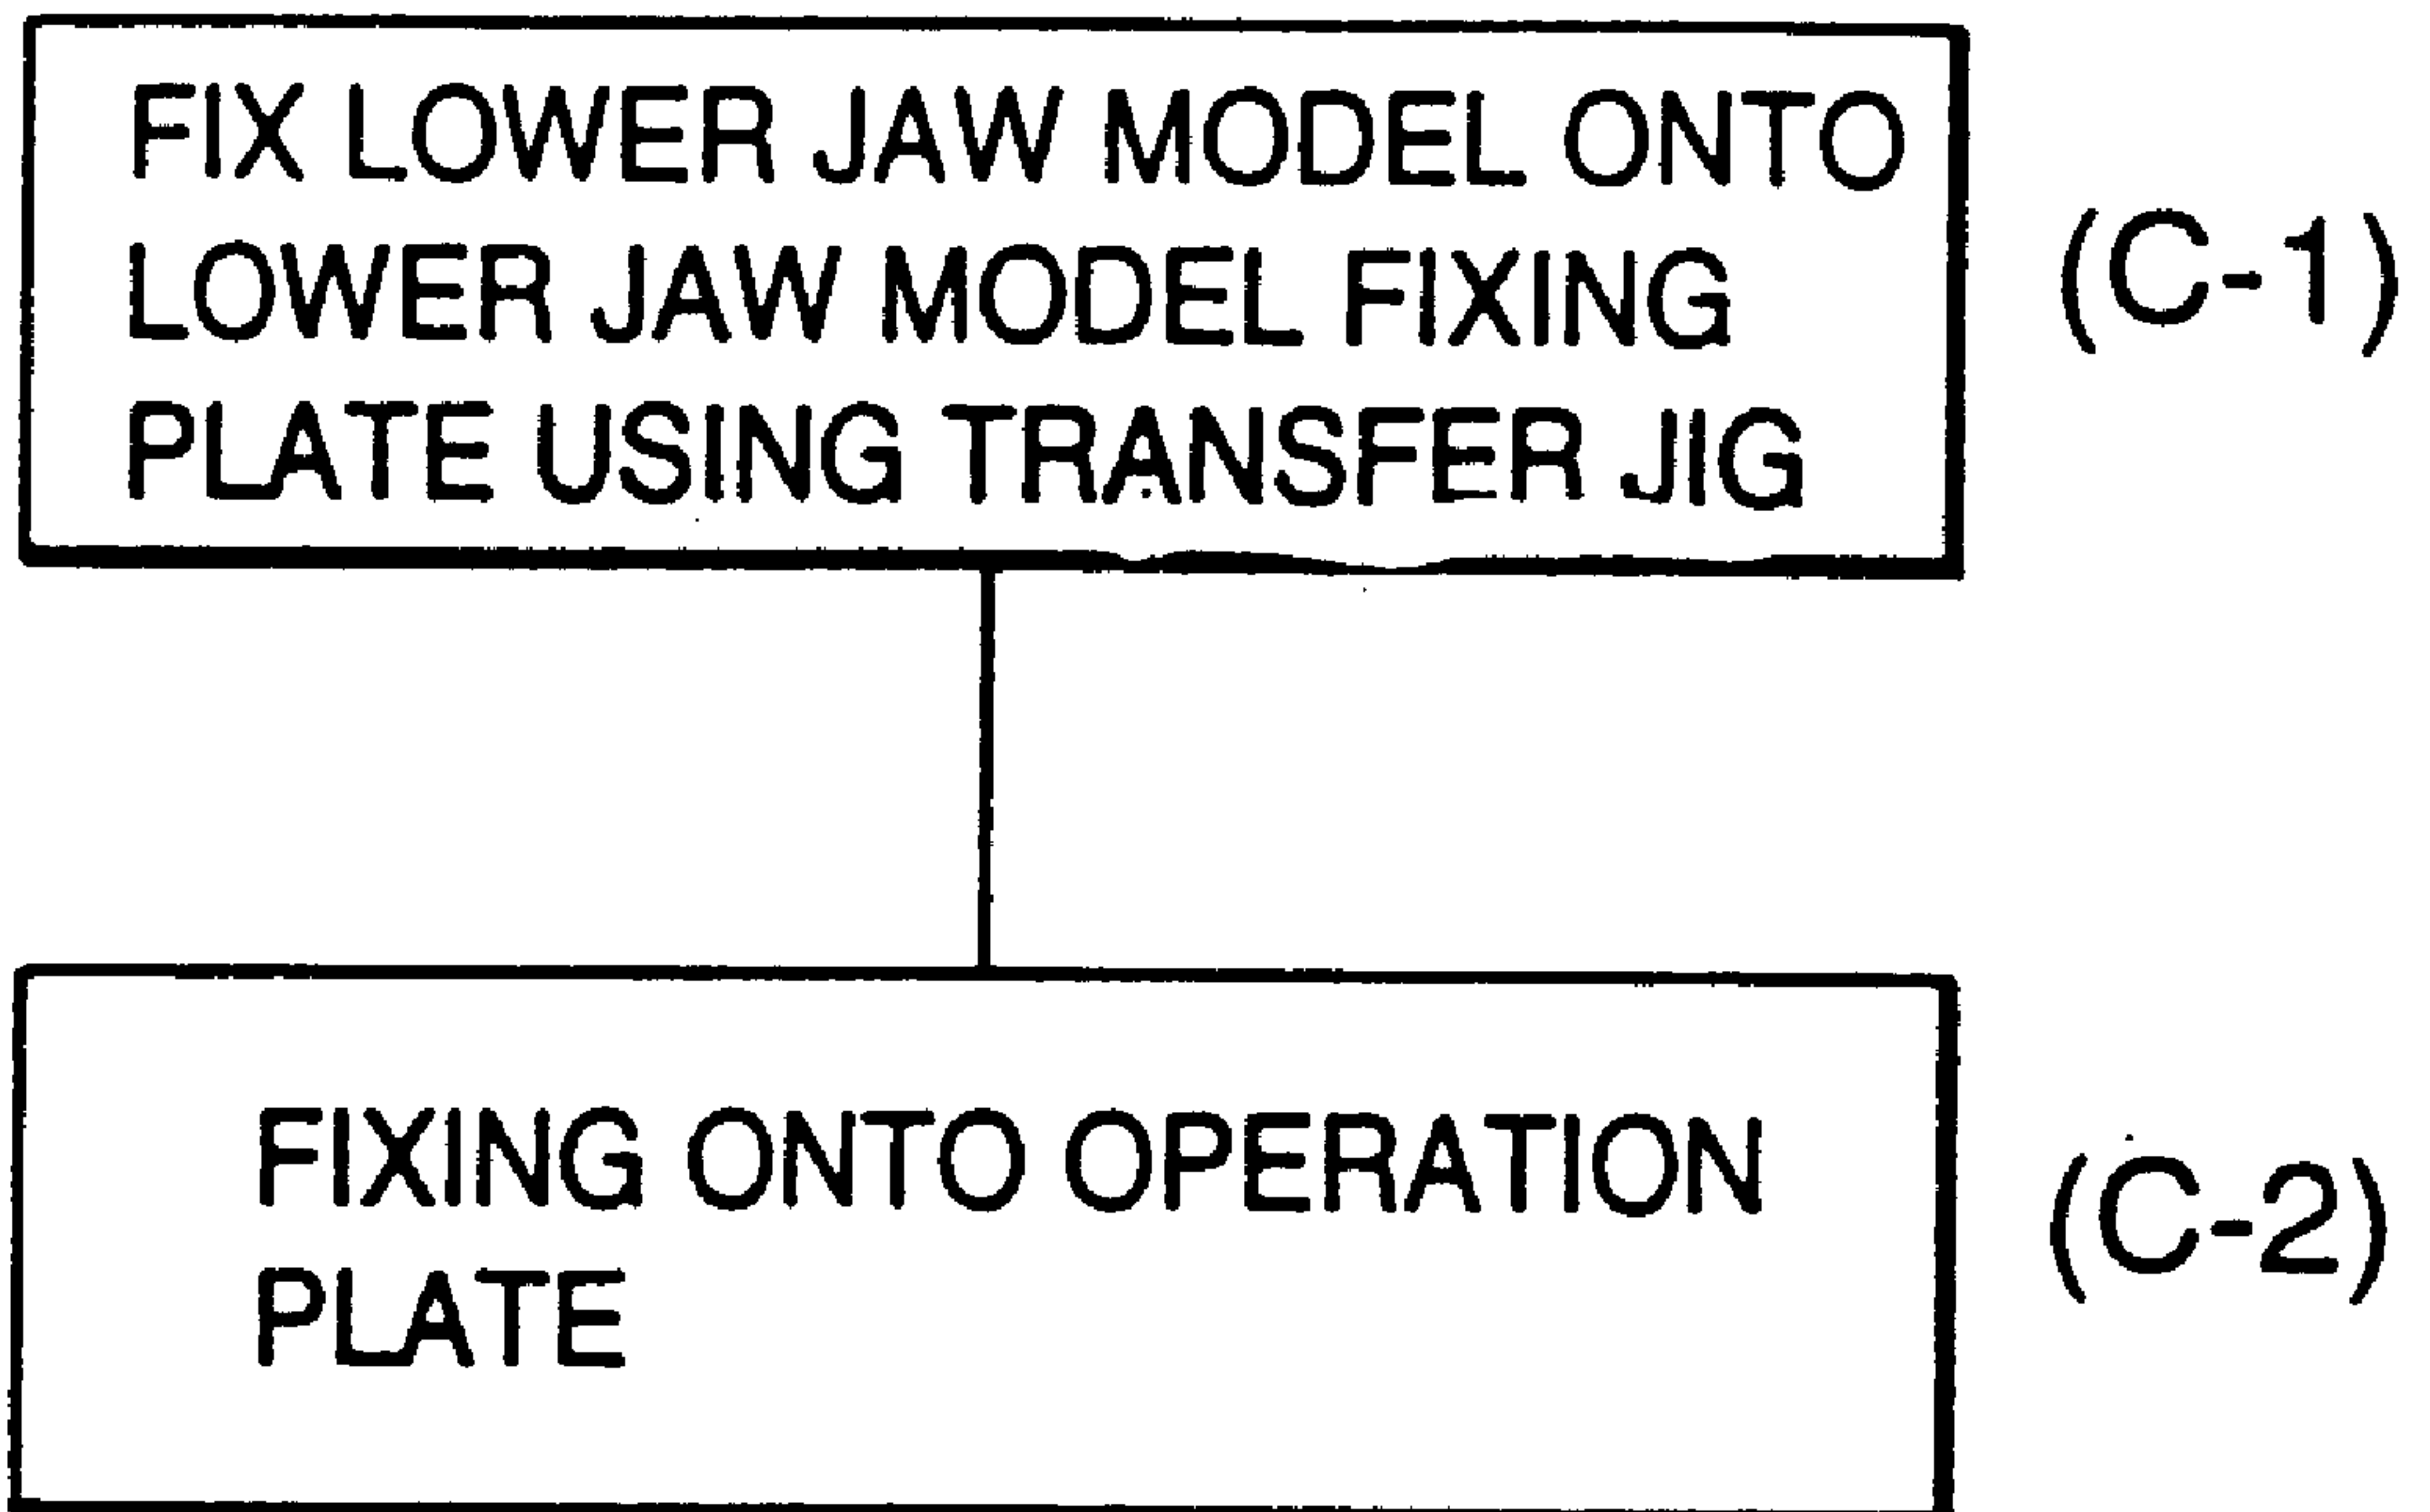 FIX LOWER JAW MODEL ONTO
LOWER JAW MODEL FIXING
PLATE USING TRANSFER JIG
(C-1)
FIXING ONTO OPERATION
PLATE
(C-2)